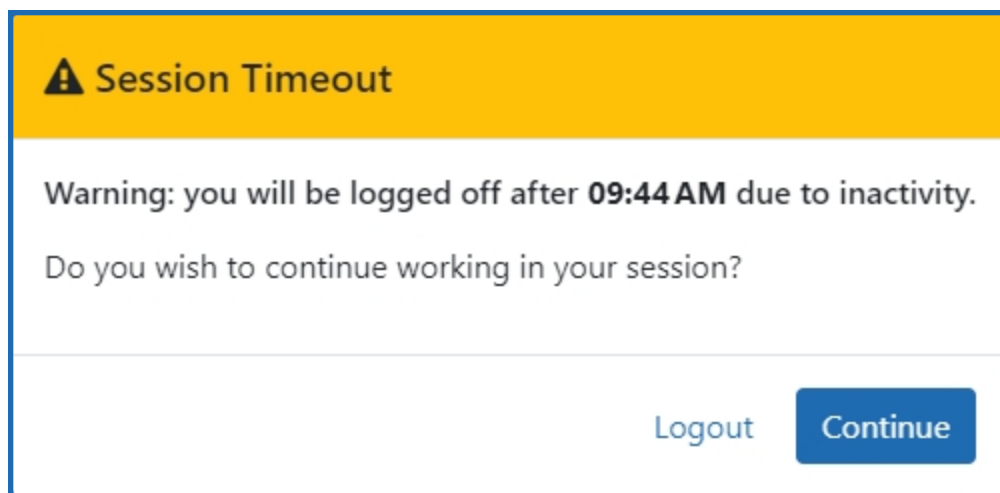 Session Timeout
Warning: you will be logged off after 09:44 AM due to inactivity.
Do you wish to continue working in your session?
Logout
Continue